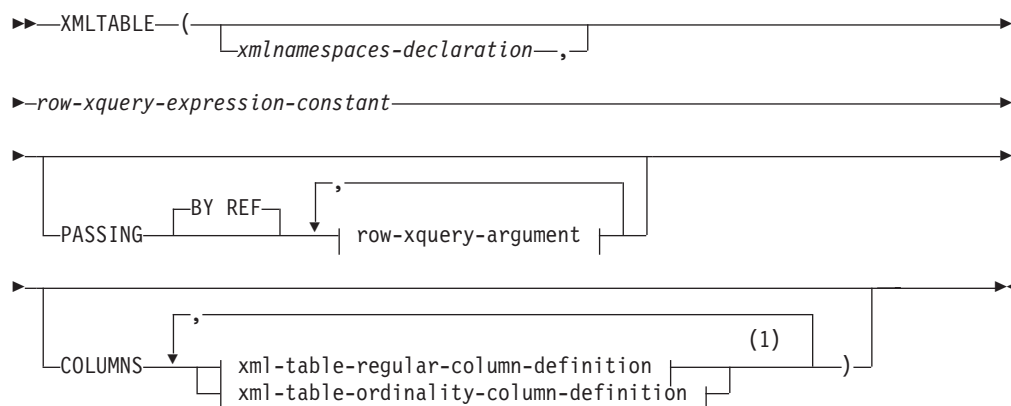 XMLTABLE (
xmlnamespaces-declaration ,
row-xquery-expression-constant
,
BY REF
PASSING row-xquery-argument
,
(1)
COLUMNS xml-table-regular-column-definition )
xml-table-ordinality-column-definition